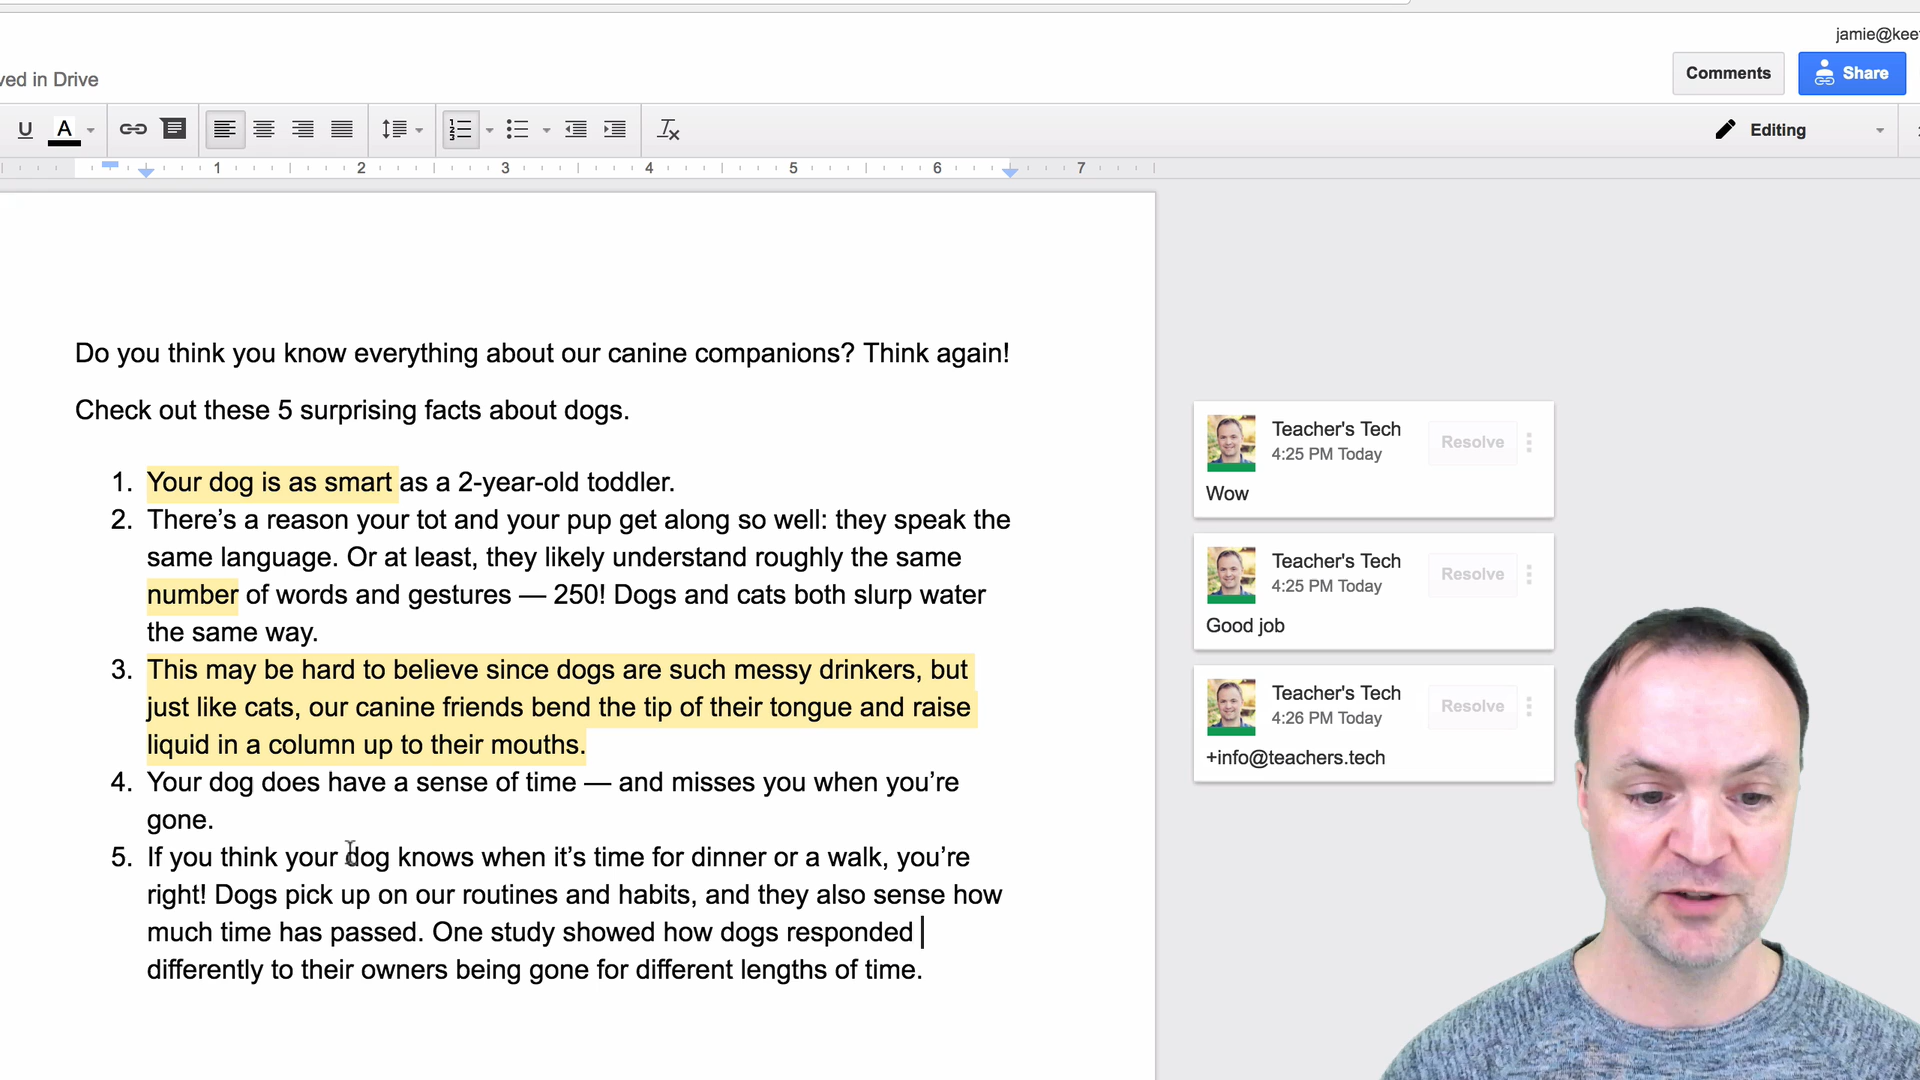 jamie@kee
ved in Drive
Comments
Share
U A
Editing
1 2 3 4 5 6 7
Do you think you know everything about our canine companions? Think again!
Check out these 5 surprising facts about dogs.
1. Your dog is as smart as a 2-year-old toddler.
2. There’s a reason your tot and your pup get along so well: they speak the
same language. Or at least, they likely understand roughly the same
number of words and gestures — 250! Dogs and cats both slurp water
the same way.
3. This may be hard to believe since dogs are such messy drinkers, but
just like cats, our canine friends bend the tip of their tongue and raise
liquid in a column up to their mouths.
4. Your dog does have a sense of time — and misses you when you’re
gone.
5. If you think your dog knows when it’s time for dinner or a walk, you’re
right! Dogs pick up on our routines and habits, and they also sense how
much time has passed. One study showed how dogs responded
differently to their owners being gone for different lengths of time.
Teacher's Tech
Resolve
4:25 PM Today
Wow
Teacher's Tech
Resolve
4:25 PM Today
Good job
Teacher's Tech
Resolve
4:26 PM Today
+info@teachers.tech